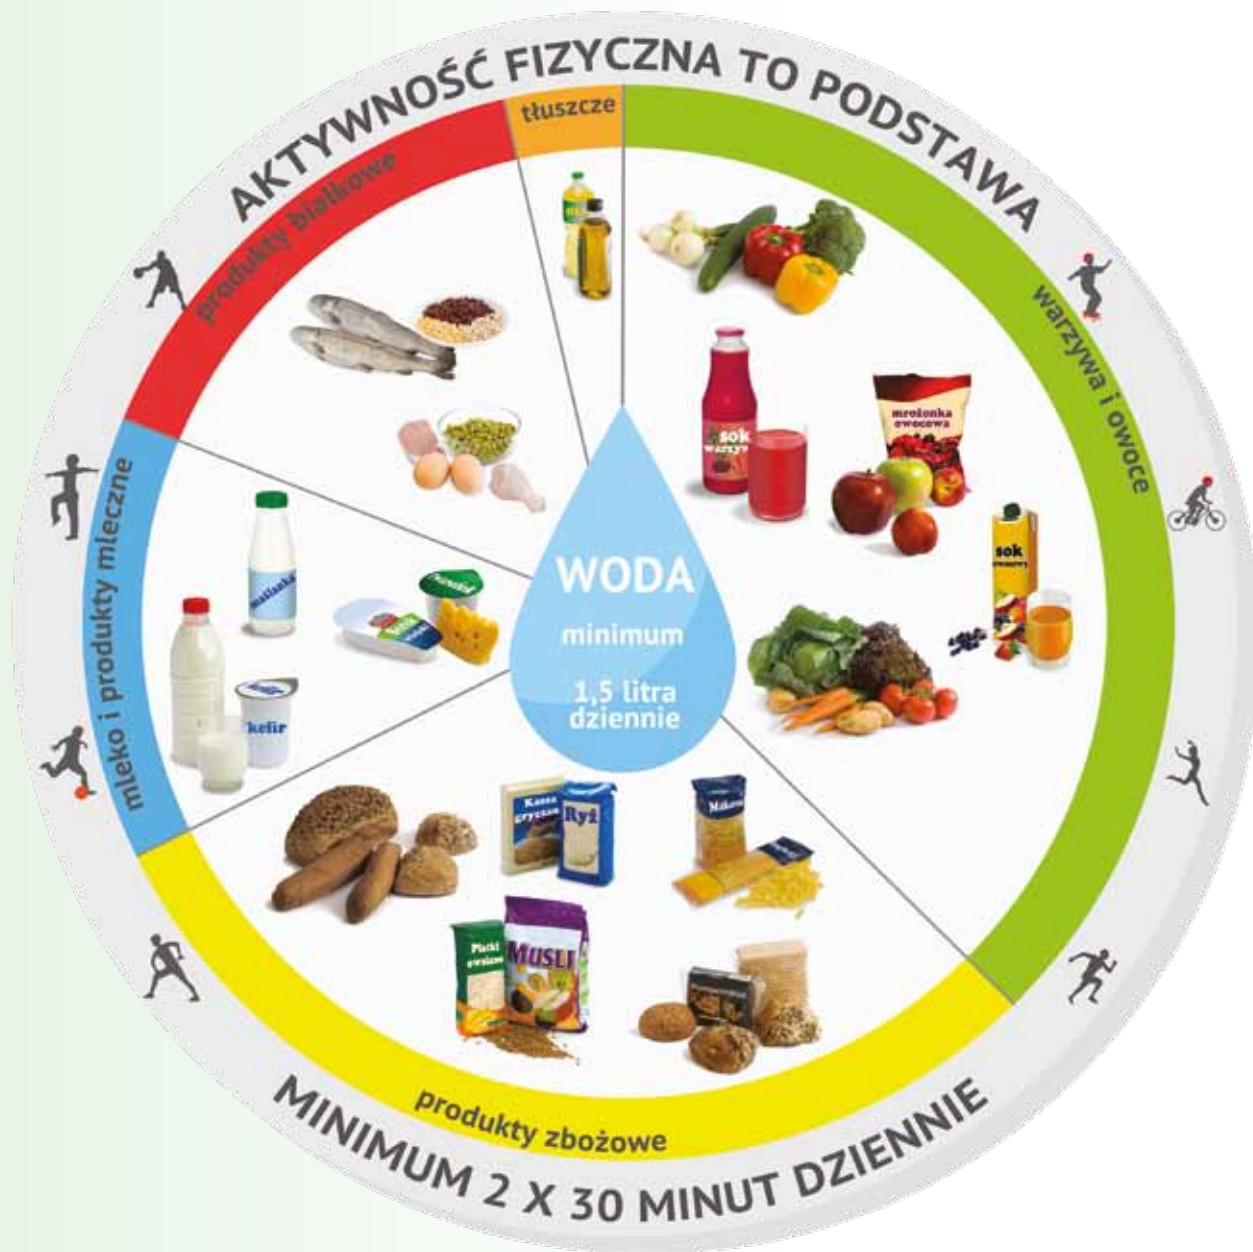 AKTYWNOŚĆ FIZYCZNA TO PODSTAWA
tłuszcze
produkty białkowe
warzywa i owoce
mleko i produkty mleczne
sok
warzyw
mrożonka
owocowa
sok
owocowy
maślanka
kefir
WODA
minimum
1,5 litra
dziennie
Kasza
gryczana
Ryż
Makaron
Płatki
owsiane
MUSLI
produkty zbożowe
MINIMUM 2 X 30 MINUT DZIENNIE